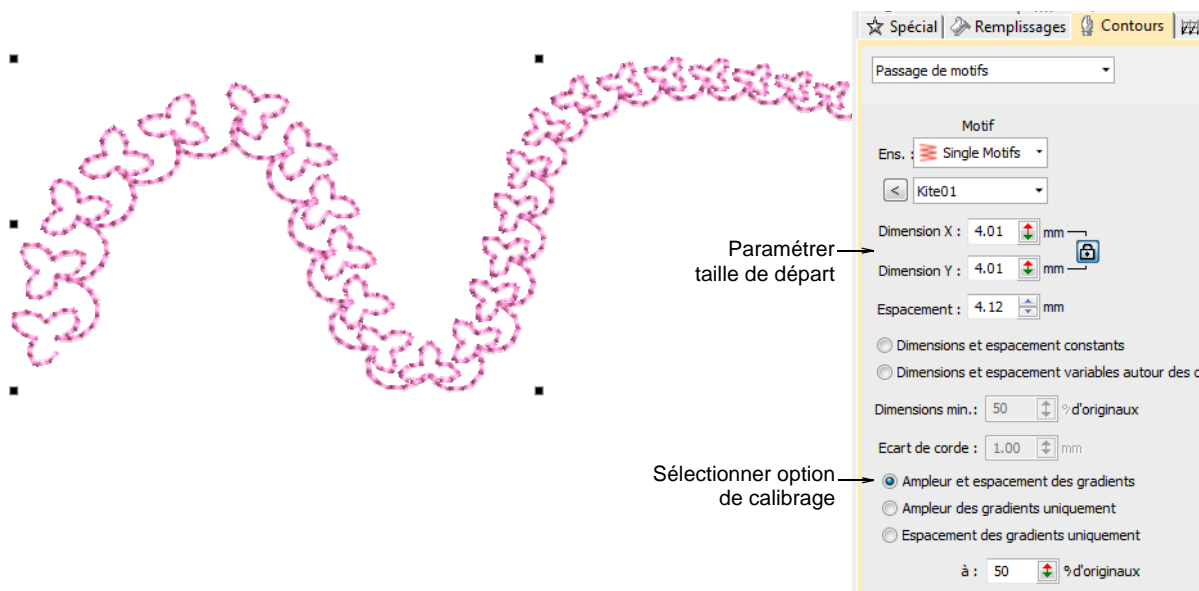 Spécial Remplissages Contours
Passage de motifs
Motif
Ens. : Single Motifs
< Kite01
Dimension X : 4.01 mm
Paramétrer
taille de départ
Dimension Y : 4.01 mm
Espacement : 4.12 mm
Dimensions et espacement constants
Dimensions et espacement variables autour des c
Dimensions min.: 50 % d'originaux
Ecart de corde : 1.00 mm
Sélectionner option
de calibrage
Ampleur et espacement des gradients
Ampleur des gradients uniquement
Espacement des gradients uniquement
à : 50 % d'originaux